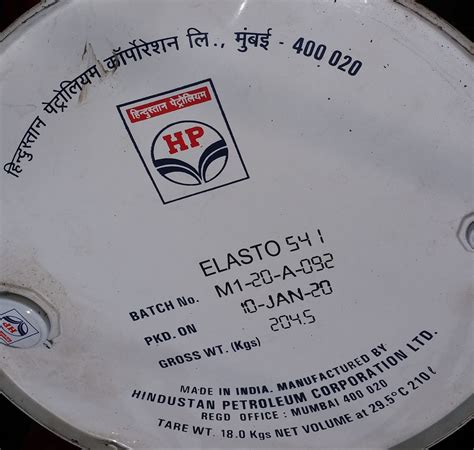 हिन्दुस्तान पेट्रोलियम कॉर्पोरेशन लि., मुंबई - 400 020
हिन्दुस्तान पेट्रोलियम
HP
ELASTO 541
BATCH No. M1-20-A-092
PKD. ON 10-JAN-20
GROSS WT. (Kgs) 204.5
HP
MADE IN INDIA. MANUFACTURED BY
HINDUSTAN PETROLEUM CORPORATION LTD.
REGD OFFICE : MUMBAI 400 020
TARE WT. 18.0 Kgs NET VOLUME at 29.5°C 210 l